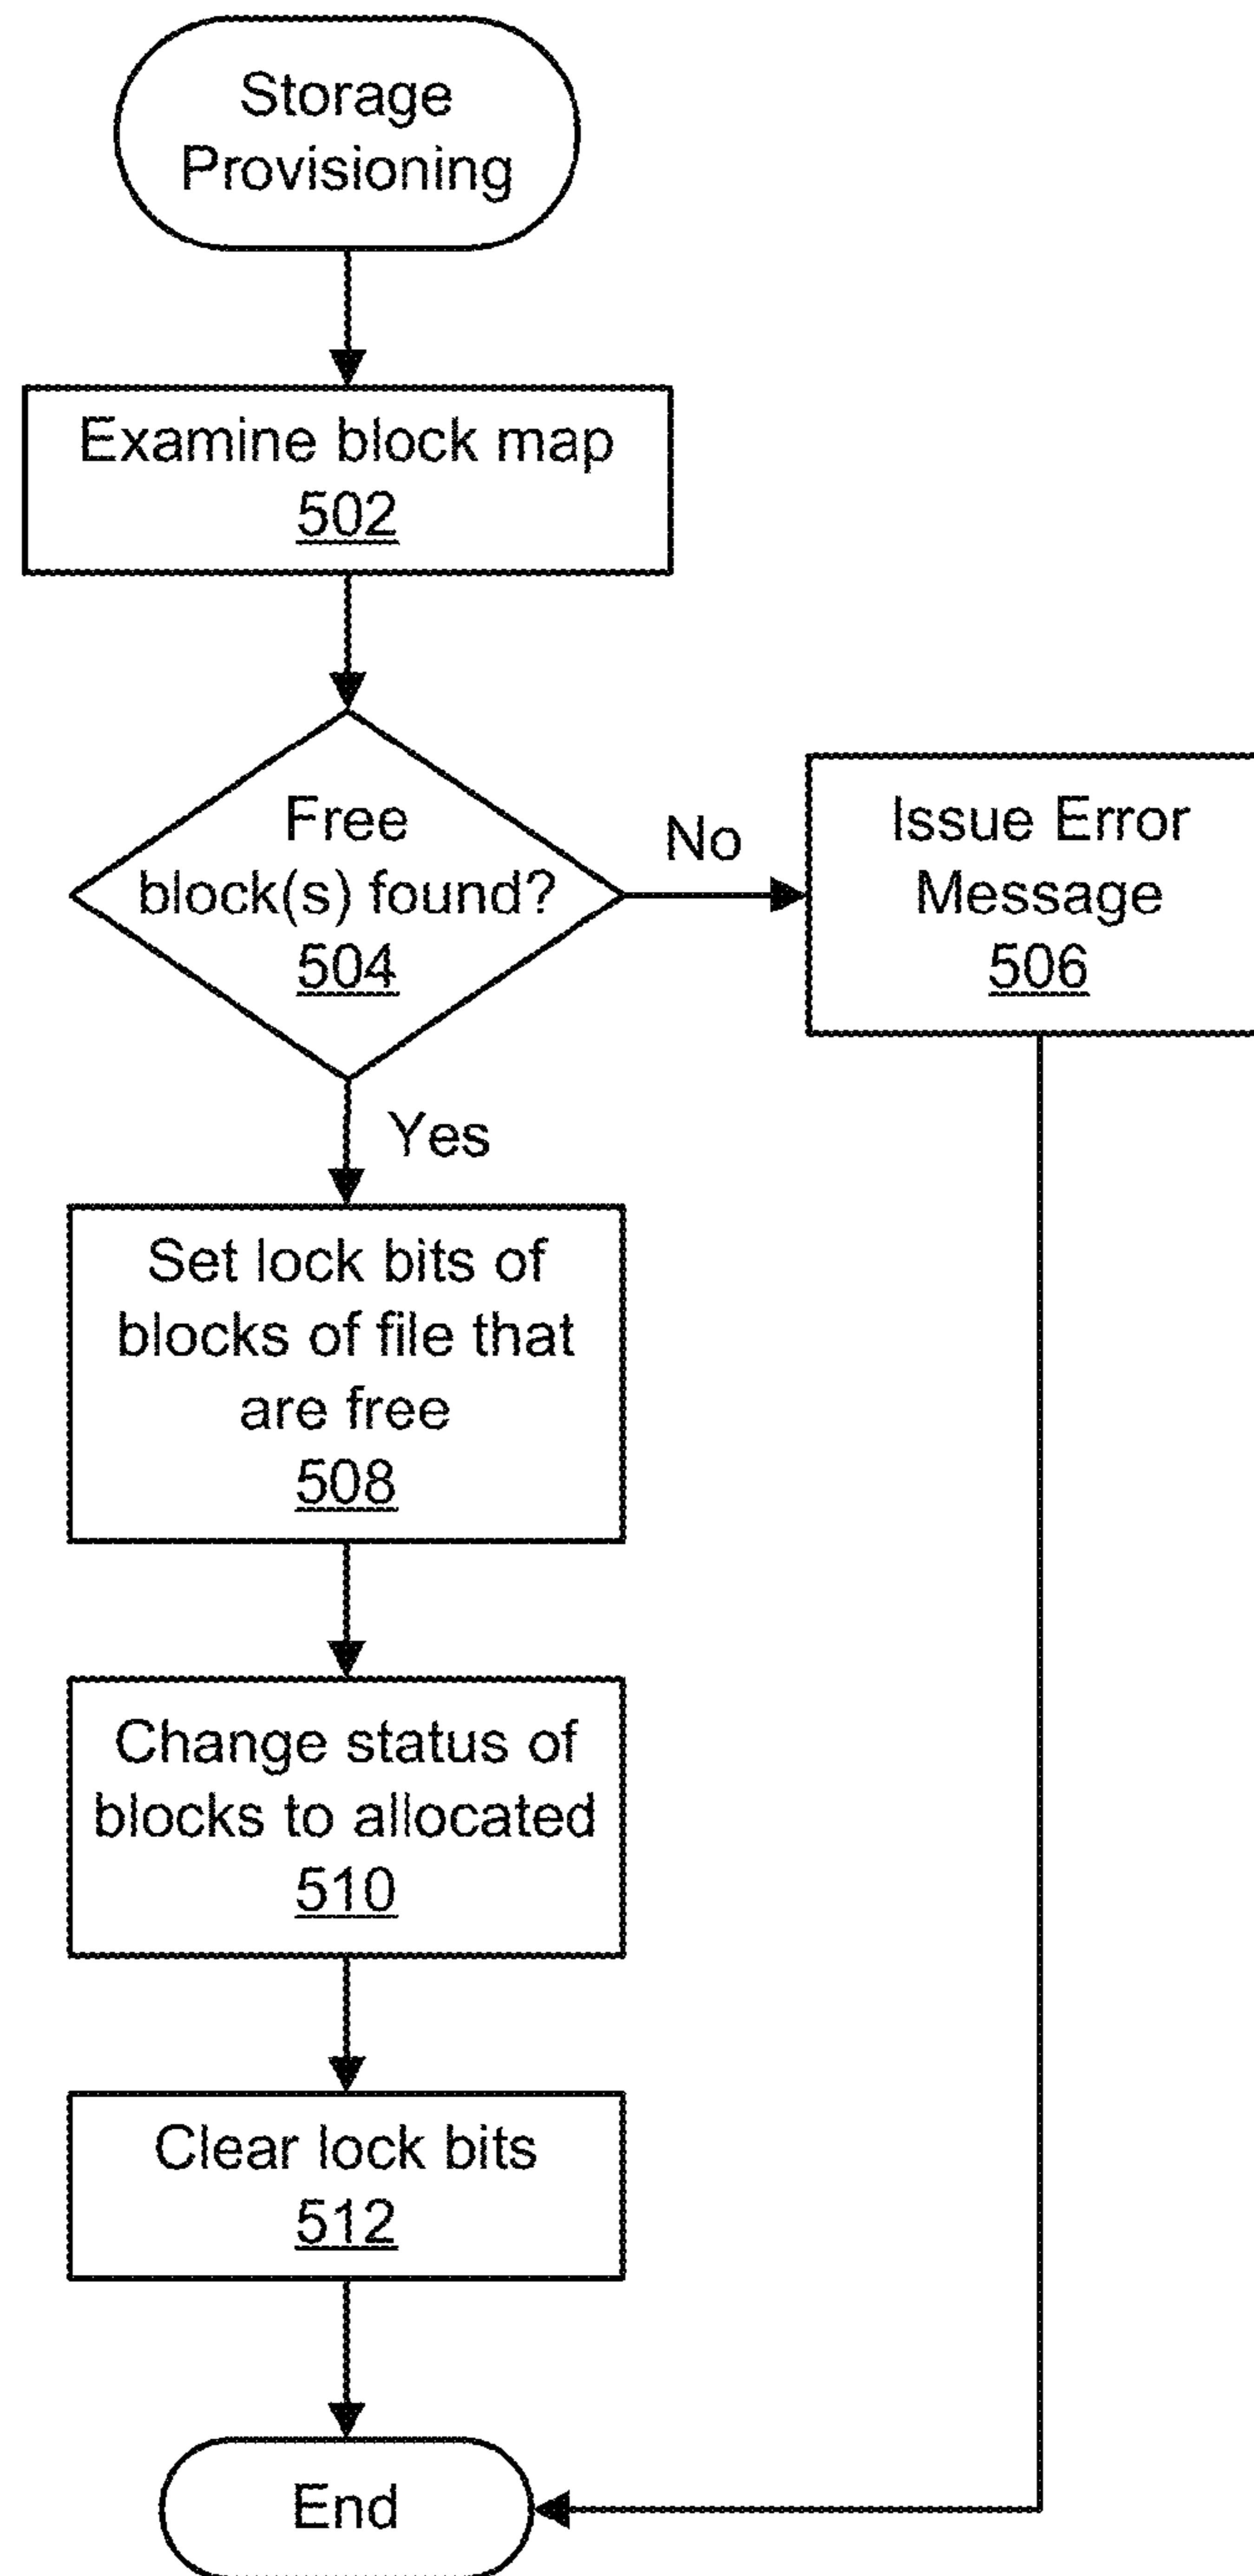 Storage
Provisioning
Examine block map
502
Free
block(s) found?
504
No
Issue Error
Message
506
Yes
Set lock bits of
blocks of file that
are free
508
Change status of
blocks to allocated
510
Clear lock bits
512
End